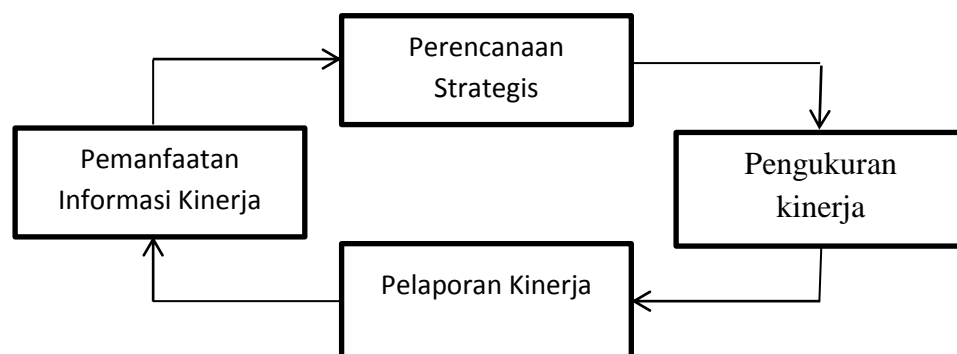 Perencanaan
Strategis
Pemanfaatan
Informasi Kinerja
Pengukuran
kinerja
Pelaporan Kinerja